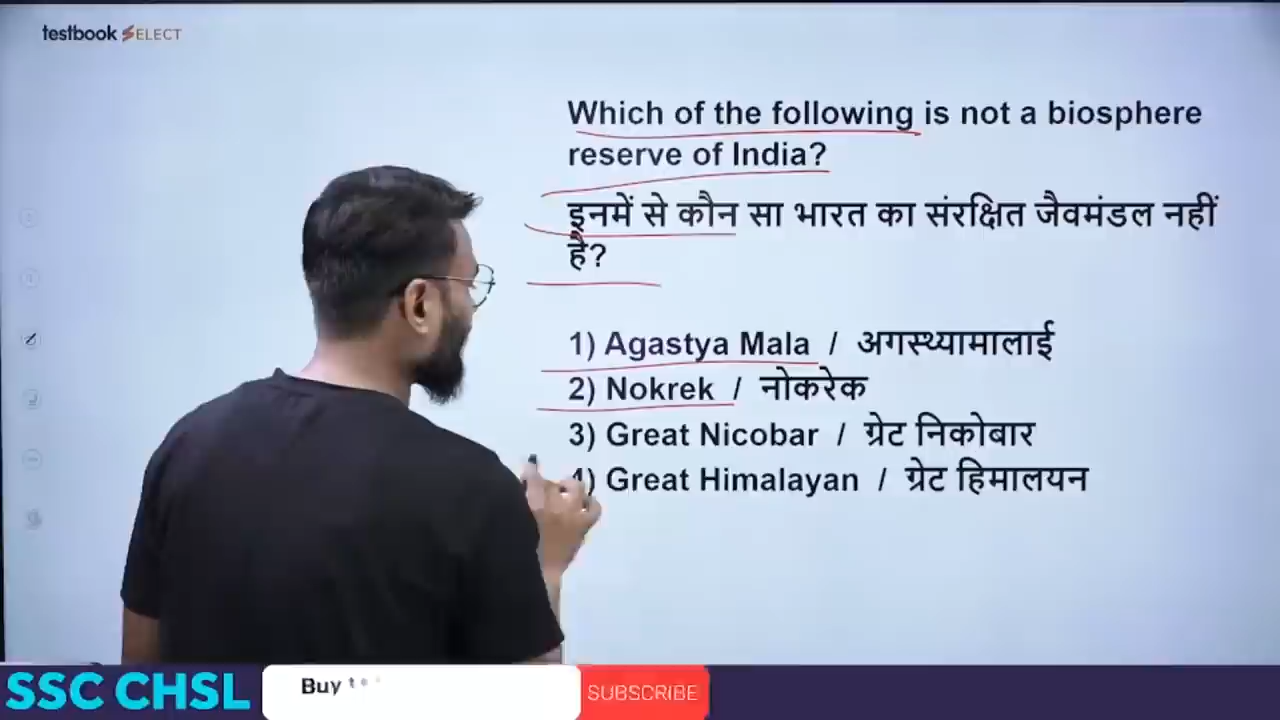 testbook SELECT
Which of the following is not a biosphere
reserve of India?
इनमें से कौन सा भारत का संरक्षित जैवमंडल नहीं
है?
1) Agastya Mala / अगस्थ्यामालाई
2) Nokrek / नोकरेक
3) Great Nicobar / ग्रेट निकोबार
4) Great Himalayan / ग्रेट हिमालयन
SSC CHSL
Buy
SUBSCRIBE